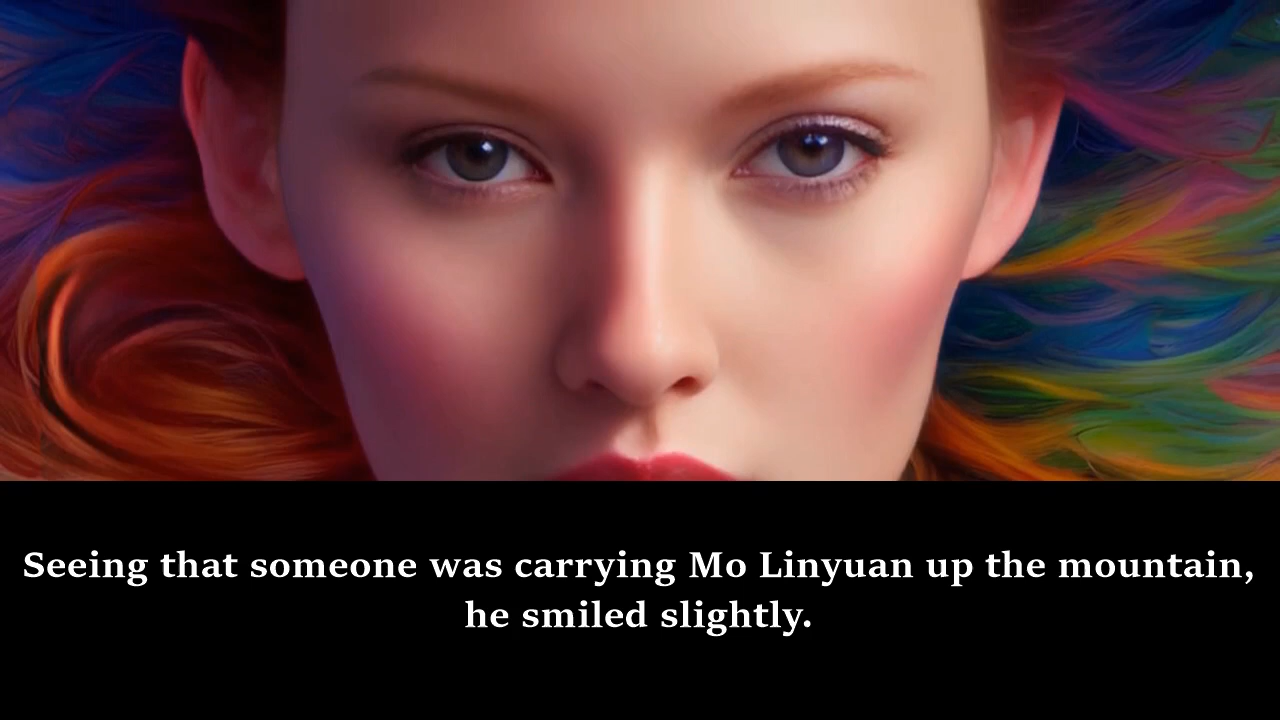 Seeing that someone was carrying Mo Linyuan up the mountain,
he smiled slightly.